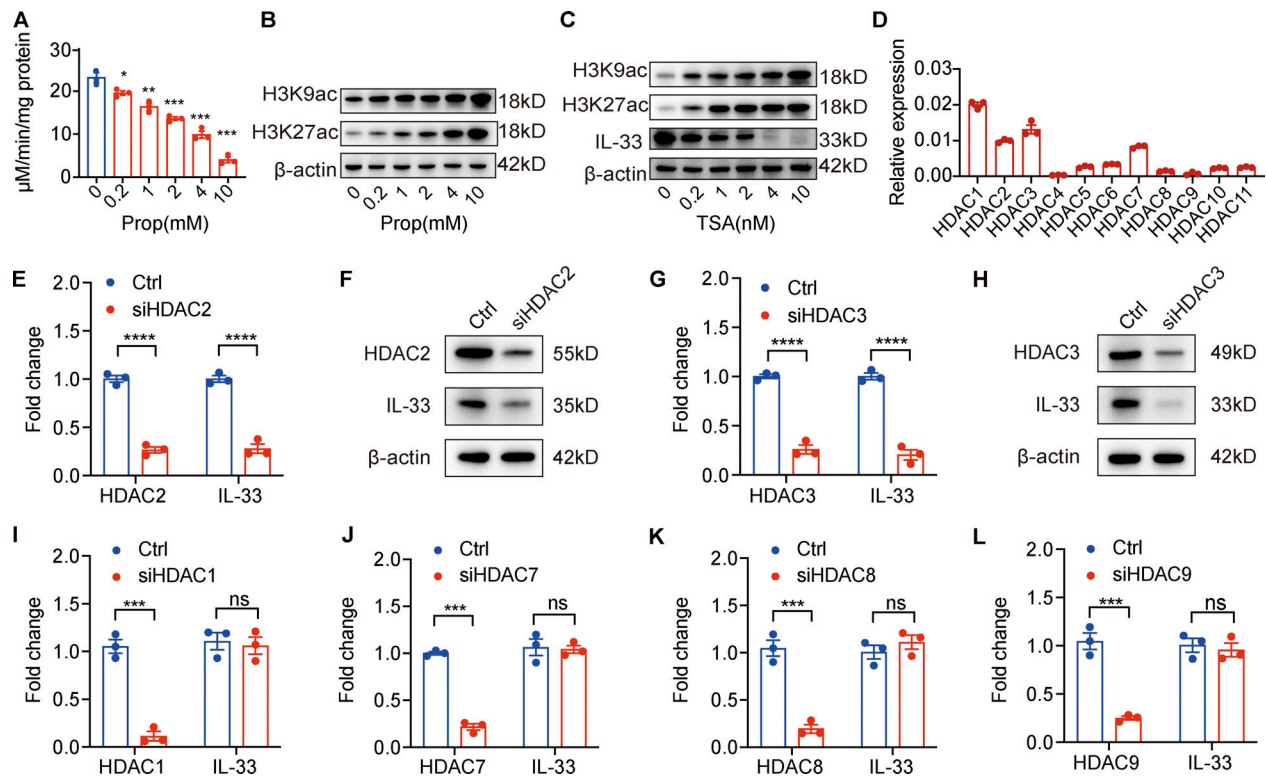 A
μM/min/mg protein
30
20
10
0
*
**
***
***
***
0
0.2
1
2
4
10
Prop(mM)
B
H3K9ac
18kD
H3K27ac
18kD
β-actin
42kD
0
0.2
1
2
4
10
Prop(mM)
C
H3K9ac
18kD
H3K27ac
18kD
IL-33
33kD
β-actin
42kD
0
0.2
1
2
4
10
TSA(nM)
D
Relative expression
0.03
0.02
0.01
0.00
HDAC1
HDAC2
HDAC3
HDAC4
HDAC5
HDAC6
HDAC7
HDAC8
HDAC9
HDAC10
HDAC11
E
Fold change
2.0
1.5
1.0
0.5
0.0
Ctrl
siHDAC2
****
****
HDAC2
IL-33
F
Ctrl
siHDAC2
HDAC2
55kD
IL-33
35kD
β-actin
42kD
G
Fold change
2.0
1.5
1.0
0.5
0.0
Ctrl
siHDAC3
****
****
HDAC3
IL-33
H
Ctrl
siHDAC3
HDAC3
49kD
IL-33
33kD
β-actin
42kD
I
Fold change
2.0
1.5
1.0
0.5
0.0
Ctrl
siHDAC1
***
ns
HDAC1
IL-33
J
Fold change
2.0
1.5
1.0
0.5
0.0
Ctrl
siHDAC7
***
ns
HDAC7
IL-33
K
Fold change
2.0
1.5
1.0
0.5
0.0
Ctrl
siHDAC8
***
ns
HDAC8
IL-33
L
Fold change
2.0
1.5
1.0
0.5
0.0
Ctrl
siHDAC9
***
ns
HDAC9
IL-33